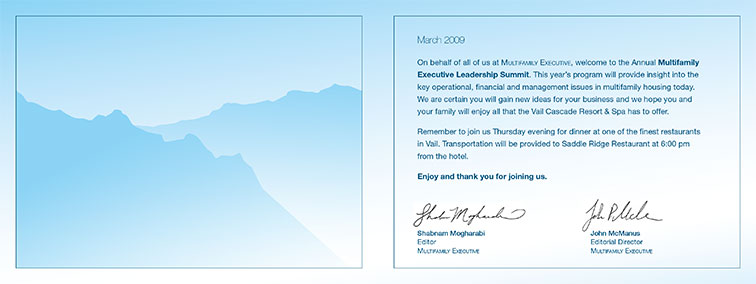 March 2009
On behalf of all of us at Multifamily Executive, welcome to the Annual Multifamily
Executive Leadership Summit. This year's program will provide insight into the
key operational, financial and management issues in multifamily housing today.
We are certain you will gain new ideas for your business and we hope you and
your family will enjoy all that the Vail Cascade Resort & Spa has to offer.
Remember to join us Thursday evening for dinner at one of the finest restaurants
in Vail. Transportation will be provided to Saddle Ridge Restaurant at 6:00 pm
from the hotel.
Enjoy and thank you for joining us.
Shabnam Mogharabi John P. McManus
Shabnam Mogharabi John McManus
Editor Editorial Director
Multifamily Executive Multifamily Executive